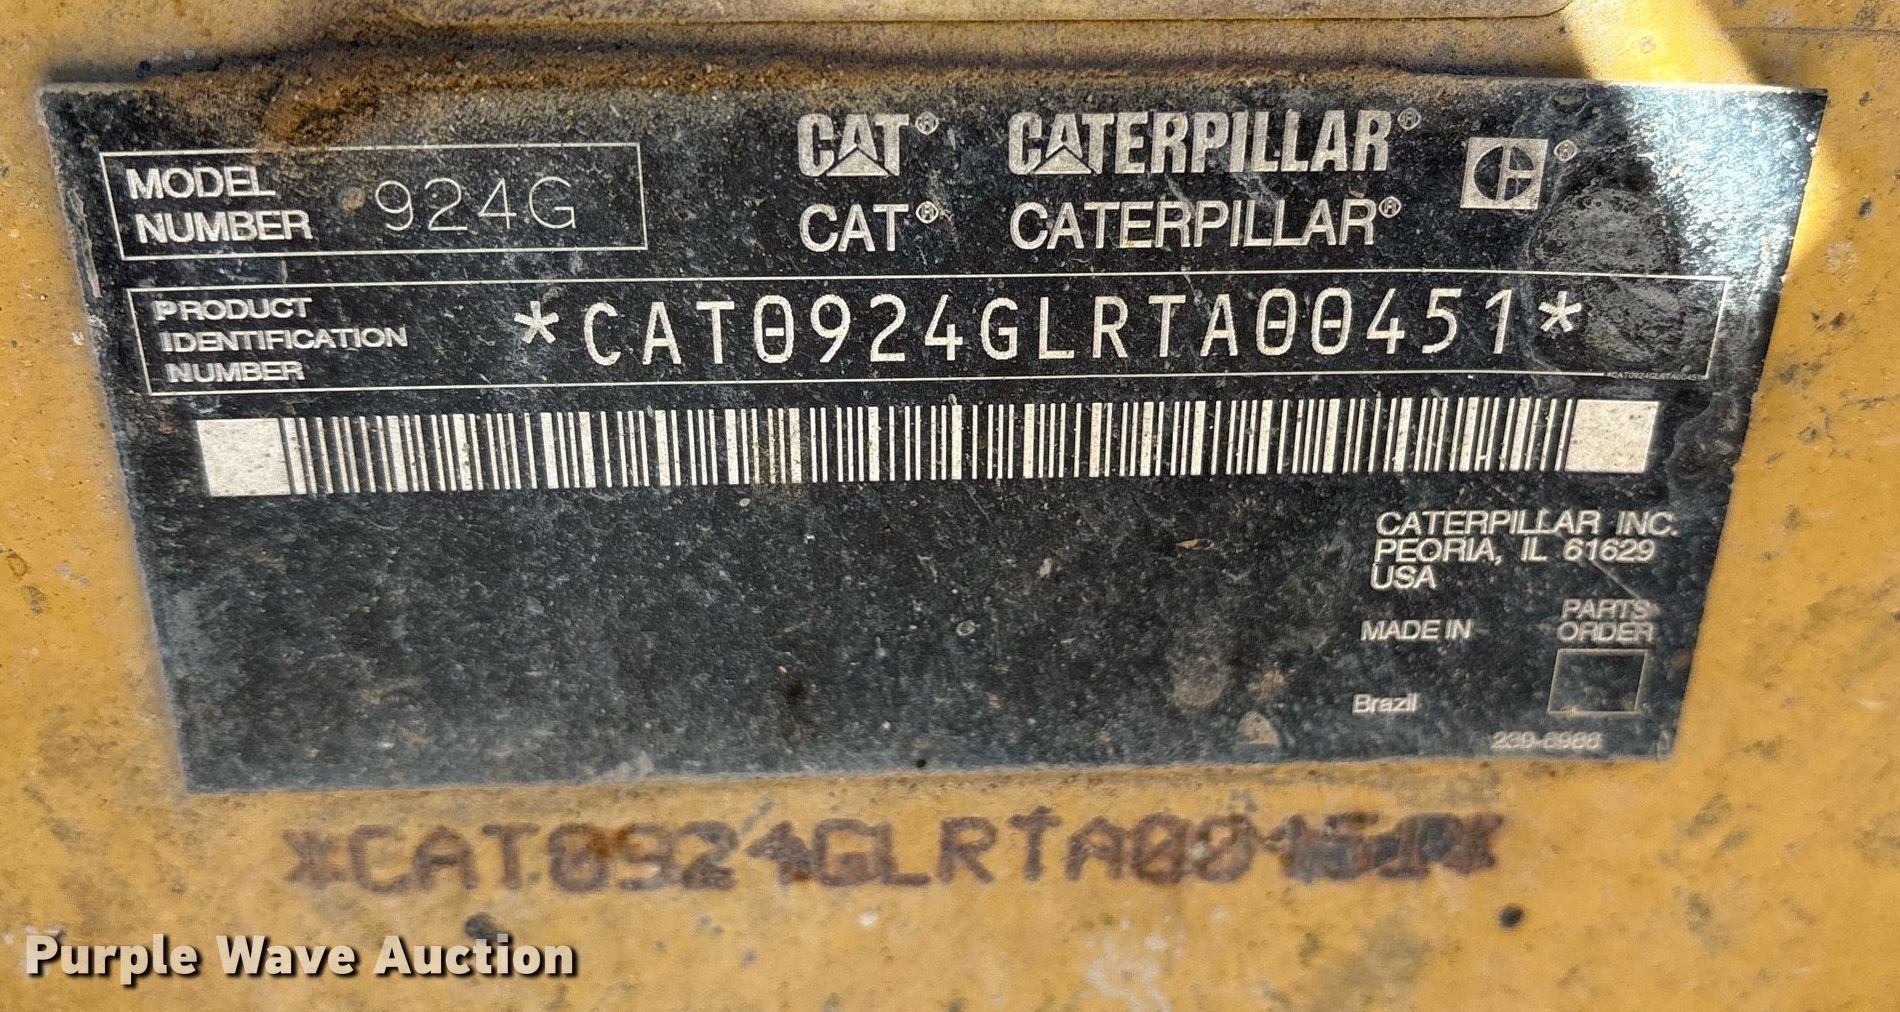 CAT® CATERPILLAR® ®
MODEL NUMBER 924G
CAT® CATERPILLAR®
PRODUCT IDENTIFICATION NUMBER
*CAT0924GLRTA00451*
*CAT0924GLRTA00451*
CATERPILLAR INC.
PEORIA, IL 61629
USA
MADE IN
PARTS
ORDER
Brazil
*CAT0924GLRTA00451*
Purple Wave Auction